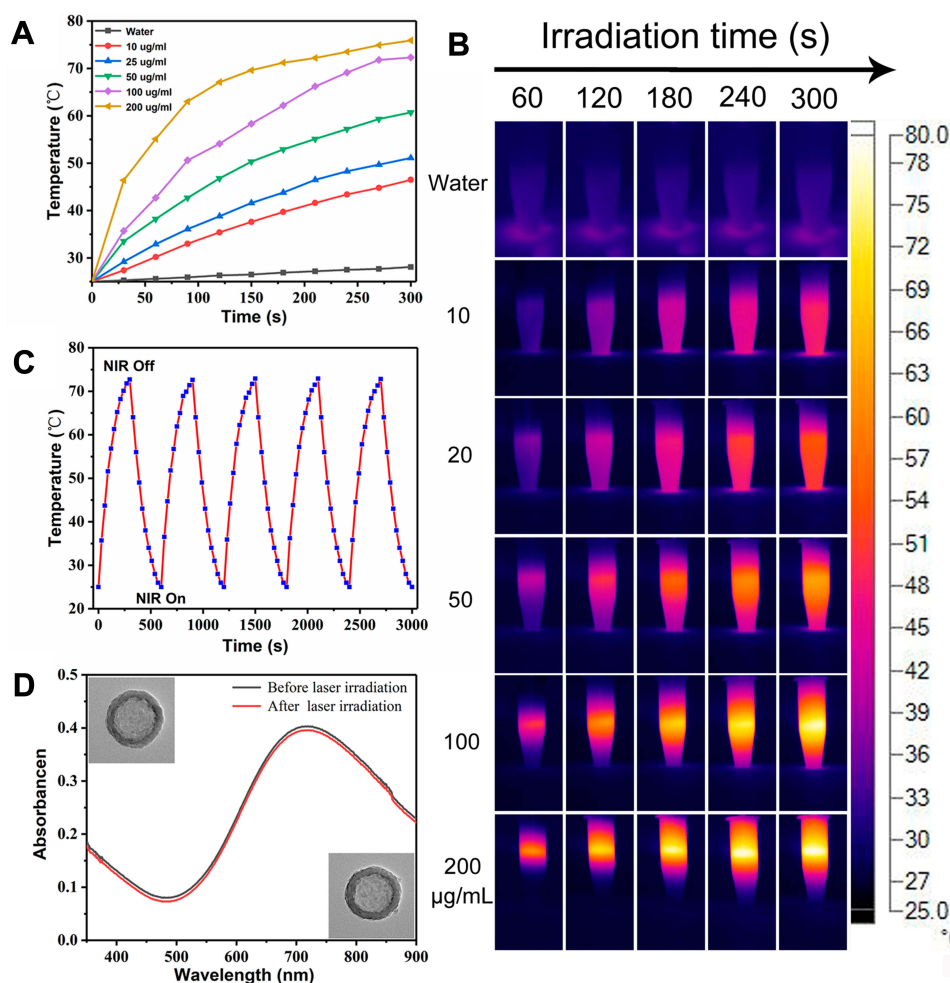 A
80
70
60
50
40
30
Temperature (℃)
Water
10 ug/ml
25 ug/ml
50 ug/ml
100 ug/ml
200 ug/ml
0 50 100 150 200 250 300
Time (s)
B
Irradiation time (s)
60 120 180 240 300
Water
10
20
50
100
200
µg/mL
80.0
78
75
72
69
66
63
60
57
54
51
48
45
42
39
36
33
30
27
25.0
C
80
70
60
50
40
30
20
Temperature (℃)
NIR Off
NIR On
0 500 1000 1500 2000 2500 3000
Time (s)
D
0.5
0.4
0.3
0.2
0.1
0.0
Absorbancen
Before laser irradiation
After laser irradiation
400 500 600 700 800 900
Wavelength (nm)